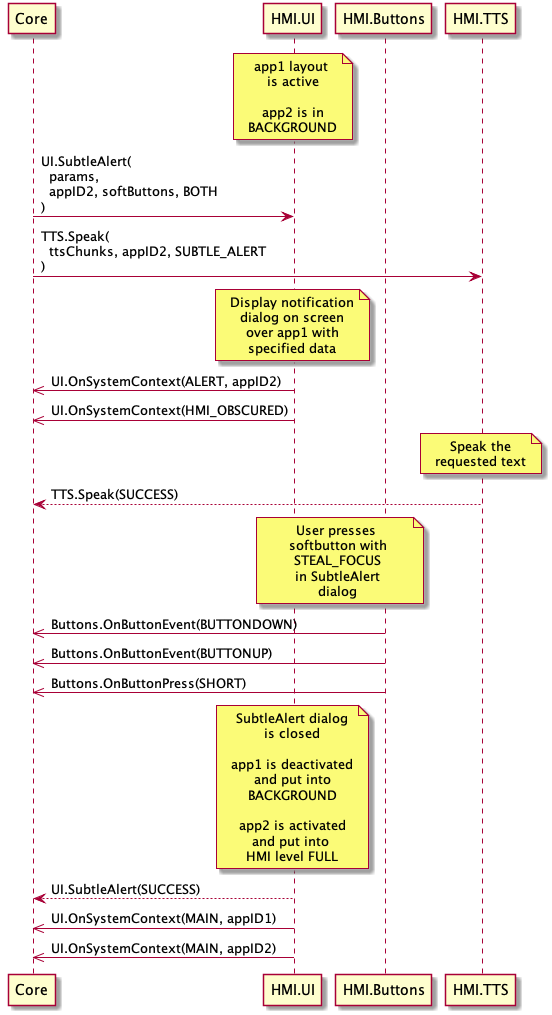 Core HMI.UI HMI.Buttons HMI.TTS
app1 layout
is active
app2 is in
BACKGROUND
UI.SubtleAlert(
params,
appID2, softButtons, BOTH
)
TTS.Speak(
ttsChunks, appID2, SUBTLE_ALERT
)
Display notification
dialog on screen
over app1 with
specified data
UI.OnSystemContext(ALERT, appID2)
UI.OnSystemContext(HMI_OBSCURED)
Speak the
requested text
TTS.Speak(SUCCESS)
User presses
softbutton with
STEAL_FOCUS
in SubtleAlert
dialog
Buttons.OnButtonEvent(BUTTONDOWN)
Buttons.OnButtonEvent(BUTTONUP)
Buttons.OnButtonPress(SHORT)
SubtleAlert dialog
is closed
app1 is deactivated
and put into
BACKGROUND
app2 is activated
and put into
HMI level FULL
UI.SubtleAlert(SUCCESS)
UI.OnSystemContext(MAIN, appID1)
UI.OnSystemContext(MAIN, appID2)
Core HMI.UI HMI.Buttons HMI.TTS